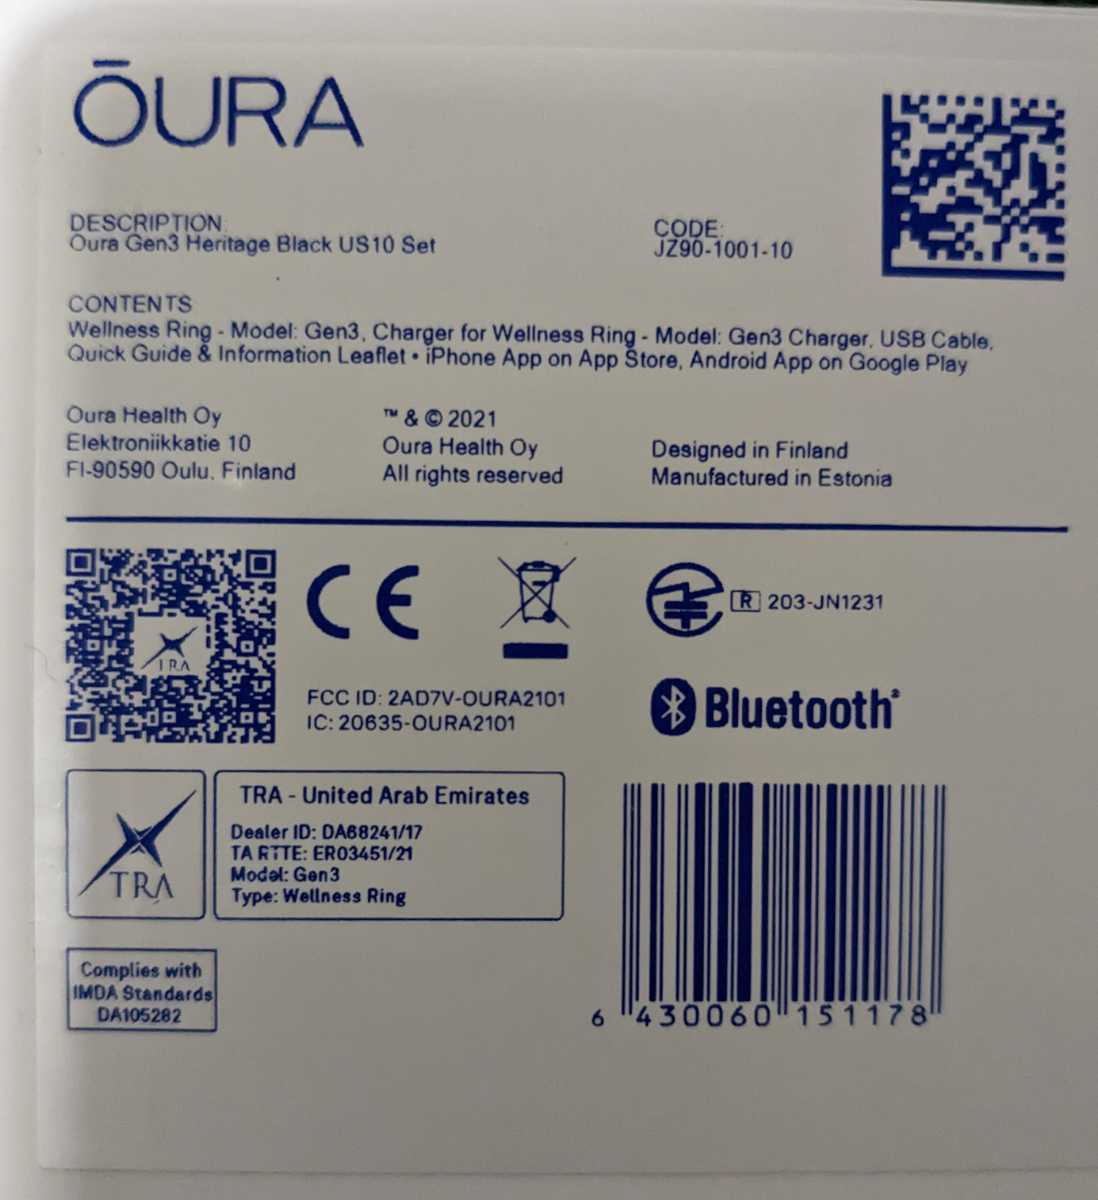 ŌURA
DESCRIPTION:
Oura Gen3 Heritage Black US10 Set
CODE:
JZ90-1001-10
CONTENTS
Wellness Ring - Model: Gen3, Charger for Wellness Ring - Model: Gen3 Charger, USB Cable,
Quick Guide & Information Leaflet • iPhone App on App Store, Android App on Google Play
Oura Health Oy
Elektroniikkatie 10
FI-90590 Oulu, Finland
™ & © 2021
Oura Health Oy
All rights reserved
Designed in Finland
Manufactured in Estonia
TRA
CE
R 203-JN1231
FCC ID: 2AD7V-OURA2101
IC: 20635-OURA2101
Bluetooth®
TRA
TRA - United Arab Emirates
Dealer ID: DA68241/17
TA RTTE: ER03451/21
Model: Gen3
Type: Wellness Ring
Complies with
IMDA Standards
DA105282
6 430060 151178